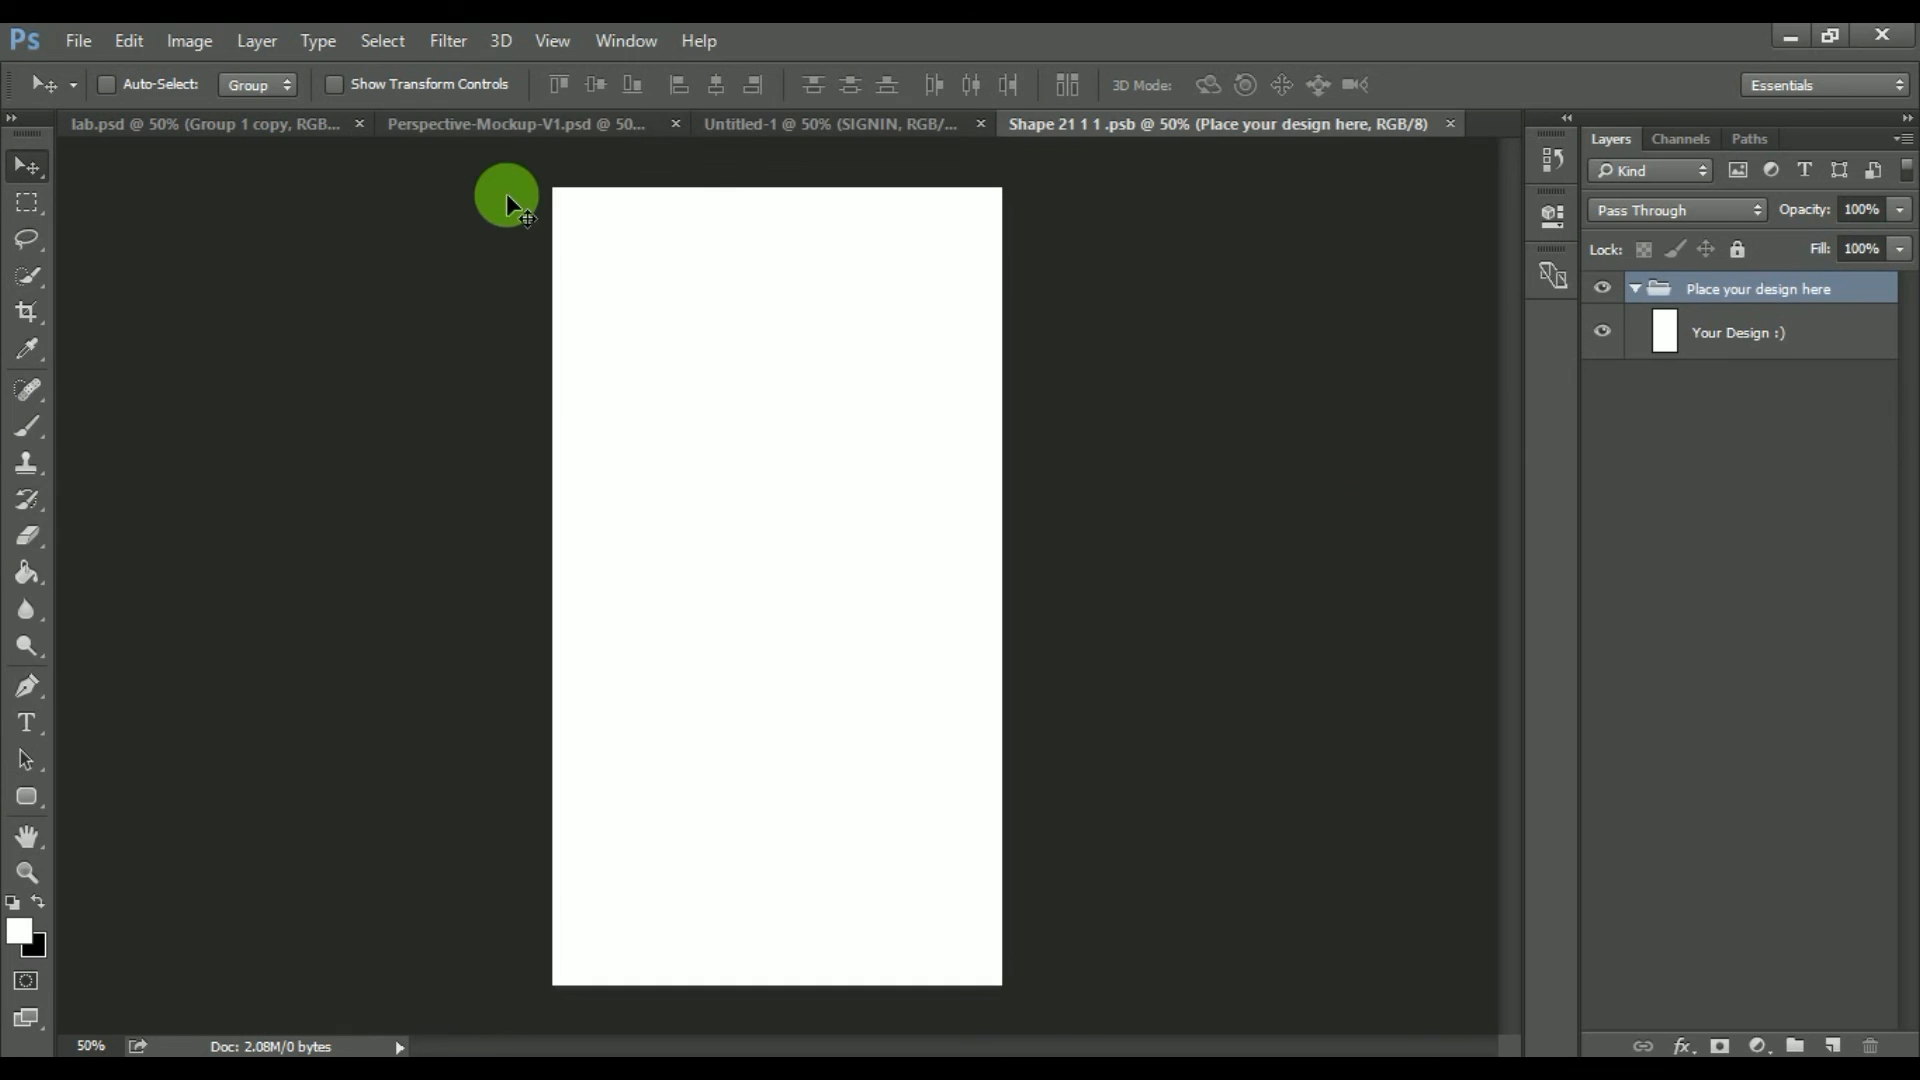 Ps File Edit Image Layer Type Select Filter 3D View Window Help
Auto-Select: Group Show Transform Controls 3D Mode: Essentials
lab.psd @ 50% (Group 1 copy, RGB... × Perspective-Mockup-V1.psd @ 50... × Untitled-1 @ 50% (SIGNIN, RGB/... × Shape 21 1 1 .psb @ 50% (Place your design here, RGB/8) ×
Layers Channels Paths
Kind
Pass Through Opacity: 100%
Lock: Fill: 100%
Place your design here
Your Design :)
50% Doc: 2.08M/0 bytes